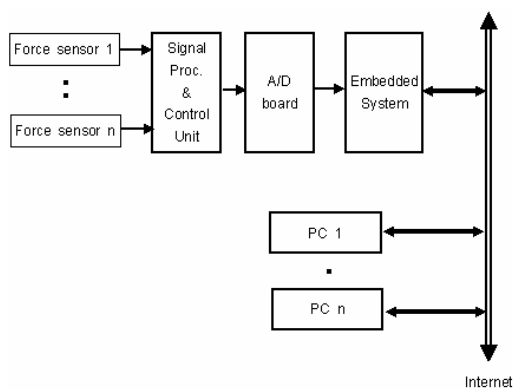 Force sensor 1
Force sensor n
Signal
Proc.
&
Control
Unit
A/D
board
Embedded
System
PC 1
PC n
Internet